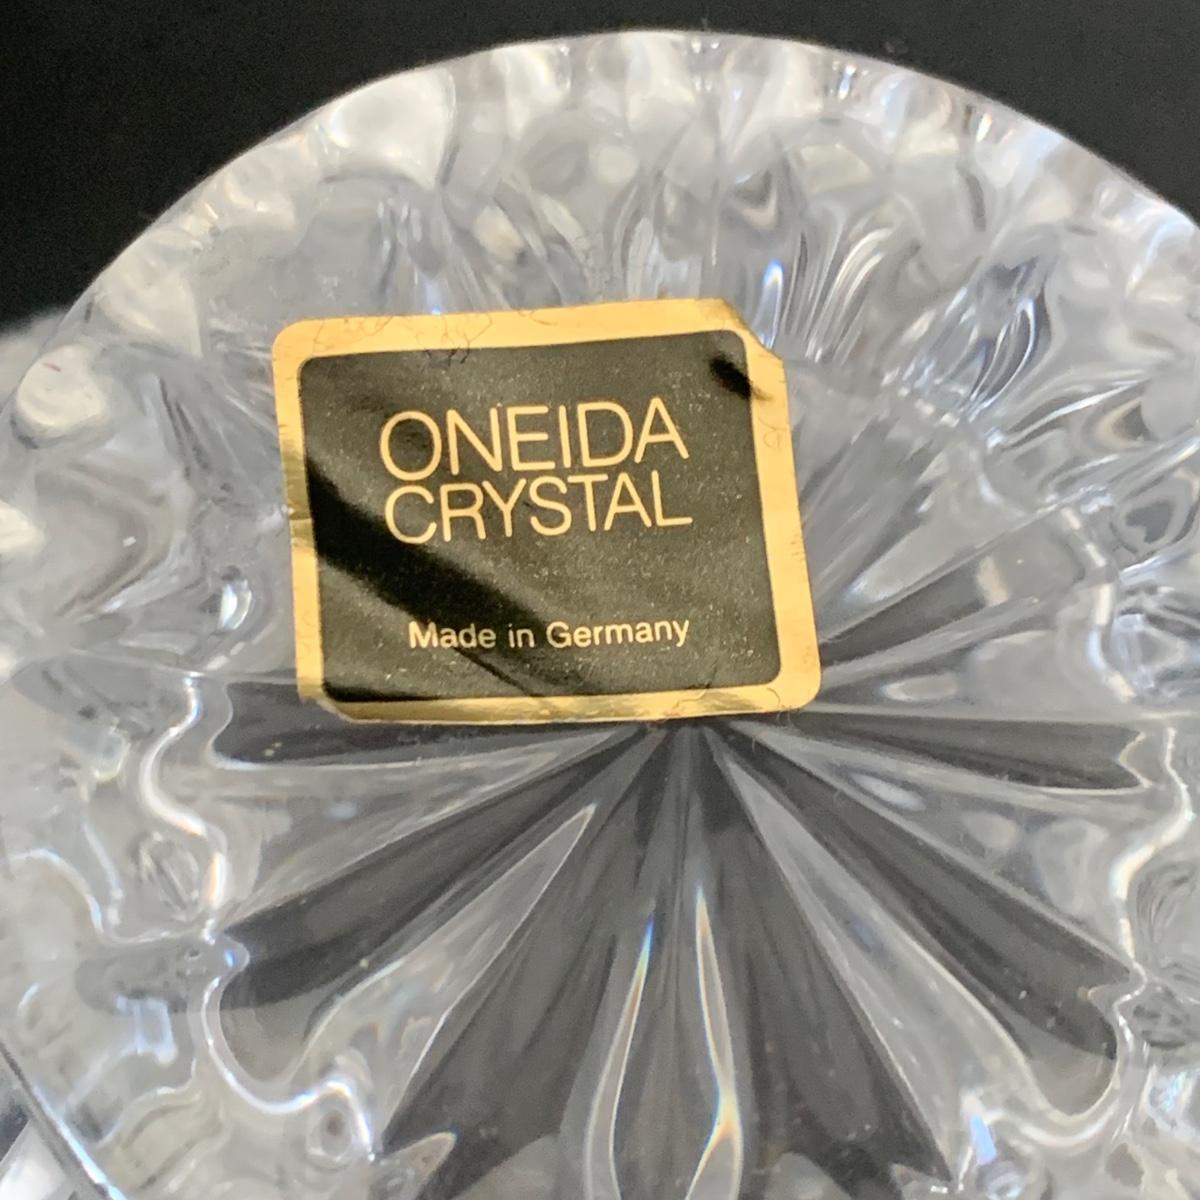 ONEIDA
CRYSTAL
Made in Germany